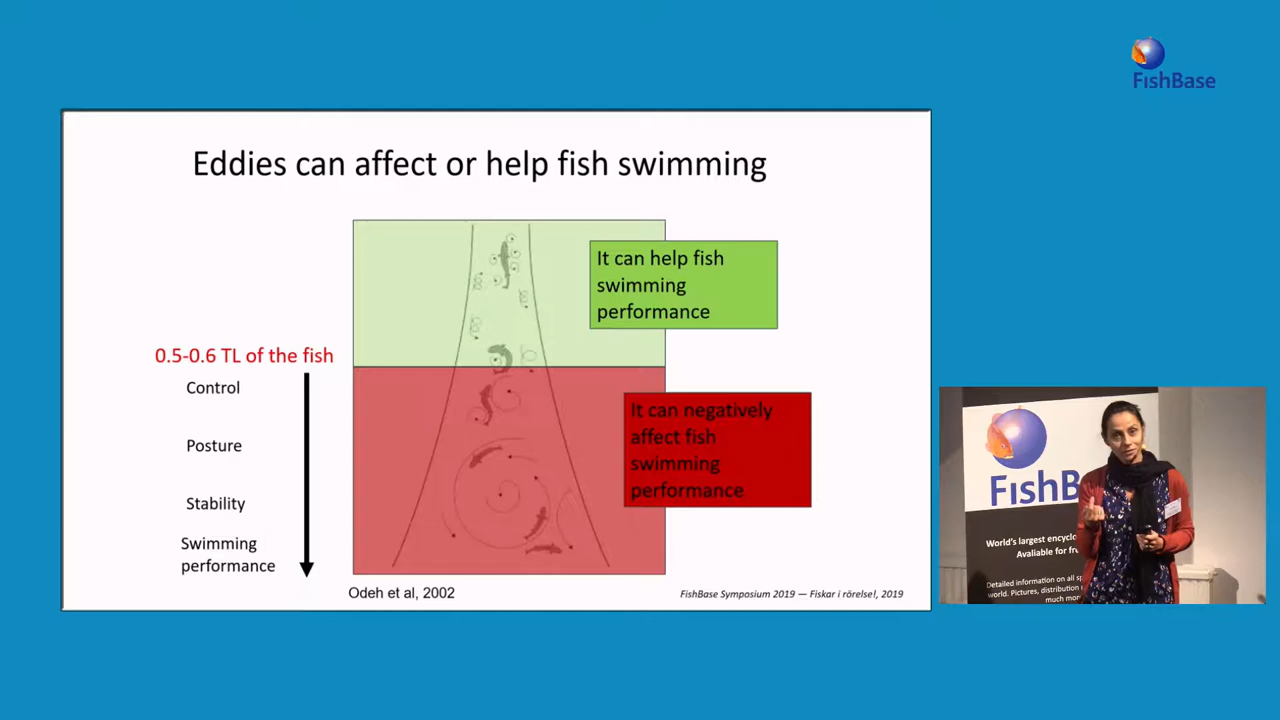 FishBase
Eddies can affect or help fish swimming
It can help fish
swimming
performance
0.5-0.6 TL of the fish
Control
Posture
Stability
Swimming
performance
It can negatively
affect fish
swimming
performance
Odeh et al, 2002
FishBase Symposium 2019 — Fiskar i rörelse!, 2019
FishB
World's largest encyclo
Avaliable for fr
Detailed information on all sp
world. Pictures, distribution
much more